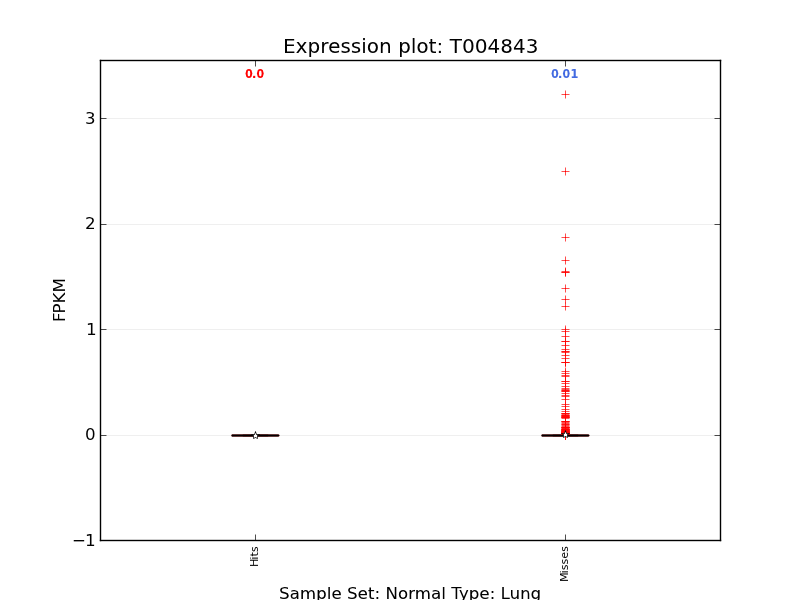 Expression plot: T004843
0.0 0.01
3
2
1
0
−1
FPKM
Hits
Misses
Sample Set: Normal Type: Lung